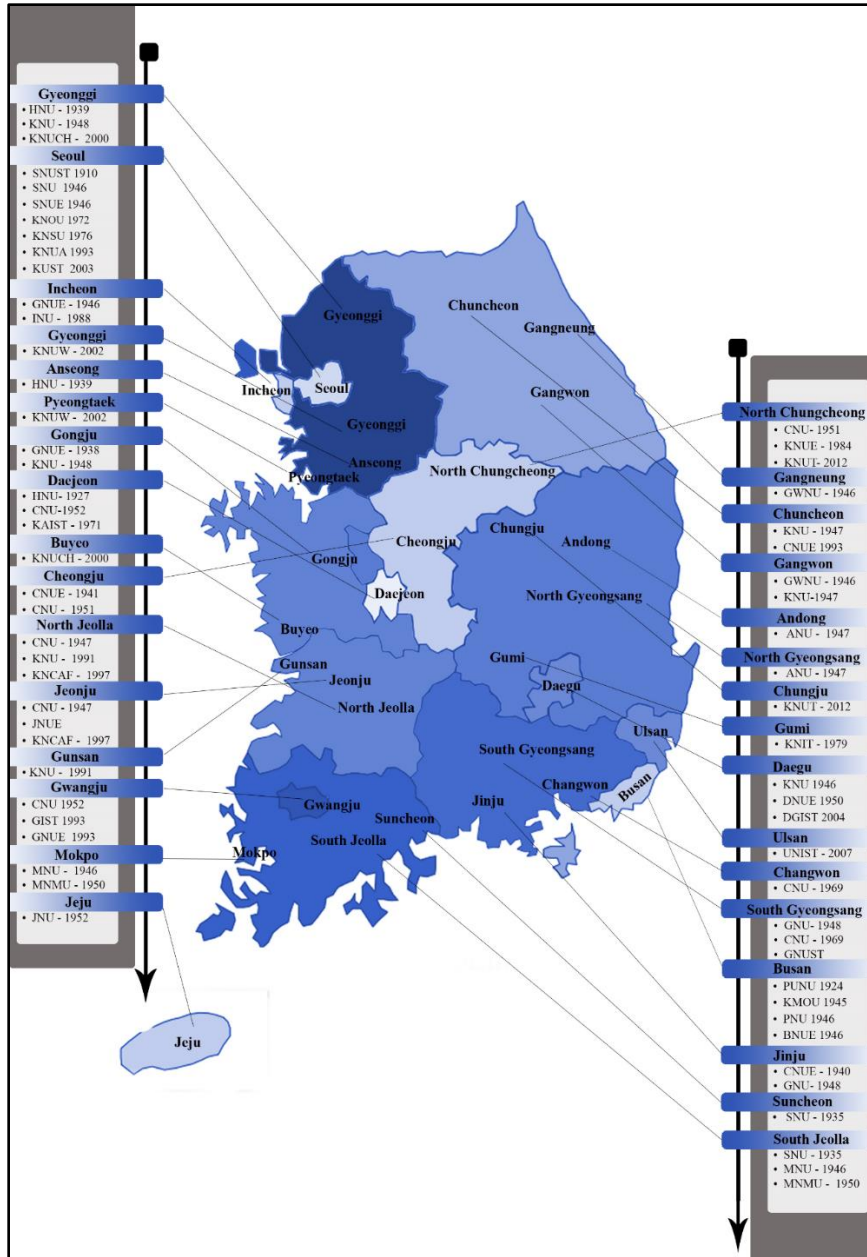 Gyeonggi
• HNU - 1939
• KNU - 1948
• KNUCH - 2000
Seoul
• SNUST 1910
• SNU 1946
• SNUE 1946
• KNOU 1972
• KNSU 1976
• KNUA 1993
• KUST 2003
Incheon
• GNUE - 1946
• INU - 1988
Gyeonggi
• KNUW - 2002
Anseong
• HNU - 1939
Pyeongtaek
• KNUW - 2002
Gongju
• GNUE - 1938
• KNU - 1948
Daejeon
• HNU- 1927
• CNU-1952
• KAIST - 1971
Buyeo
• KNUCH - 2000
Cheongju
• CNUE - 1941
• CNU - 1951
North Jeolla
• CNU - 1947
• KNU - 1991
• KNCAF - 1997
Jeonju
• CNU - 1947
• JNUE
• KNCAF - 1997
Gunsan
• KNU - 1991
Gwangju
• CNU 1952
• GIST 1993
• GNUE - 1993
Mokpo
• MNU - 1946
• MNMU - 1950
Jeju
• JNU - 1952
Gyeonggi
Chuncheon
Gangneung
Incheon
Seoul
Gangwon
Gyeonggi
Anseong
Pyeongtaek
North Chungcheong
Chungju
Gongju
Cheongju
Andong
Daejeon
North Gyeongsang
Buyeo
Gunsan
Jeonju
Gumi
Daegu
North Jeolla
Ulsan
South Gyeongsang
Changwon
Busan
Gwangju
Suncheon
Jinju
South Jeolla
Mokpo
Jeju
North Chungcheong
• CNU - 1951
• KNUE - 1984
• KNUT- 2012
Gangneung
• GWNU - 1946
Chuncheon
• KNU - 1947
• CNUE 1993
Gangwon
• GWNU - 1946
• KNU-1947
Andong
• ANU - 1947
North Gyeongsang
• ANU - 1947
Chungju
• KNUT - 2012
Gumi
• KNIT - 1979
Daegu
• KNU 1946
• DNUE 1950
• DGIST 2004
Ulsan
• UNIST - 2007
Changwon
• CNU - 1969
South Gyeongsang
• GNU- 1948
• CNU - 1969
• GNUST
Busan
• PUNU 1924
• KMOU 1945
• PNU 1946
• BNUE 1946
Jinju
• CNUE - 1940
• GNU- 1948
Suncheon
• SNU - 1935
South Jeolla
• SNU - 1935
• MNU - 1946
• MNMU - 1950